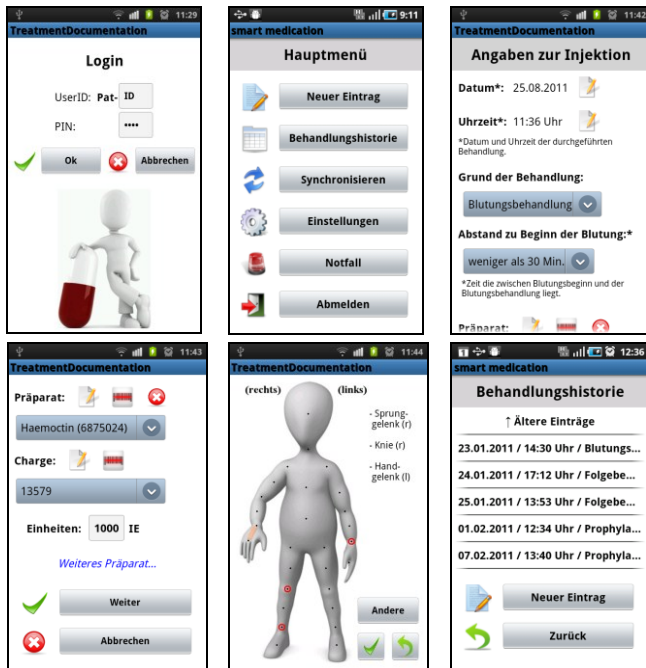 11:29
TreatmentDocumentation
Login
UserID: Pat- ID
PIN: ••••
Ok
Abbrechen
9:11
smart medication
Hauptmenü
Neuer Eintrag
Behandlungshistorie
Synchronisieren
Einstellungen
Notfall
Abmelden
11:42
TreatmentDocumentation
Angaben zur Injektion
Datum*: 25.08.2011
Uhrzeit*: 11:36 Uhr
*Datum und Uhrzeit der durchgeführten
Behandlung.
Grund der Behandlung:
Blutungsbehandlung
Abstand zu Beginn der Blutung:*
weniger als 30 Min.
*Zeit die zwischen Blutungsbeginn und der
Blutungsbehandlung liegt.
Präparat:
11:43
TreatmentDocumentation
Präparat:
Haemoctin (6875024)
Charge:
13579
Einheiten: 1000 IE
Weiteres Präparat...
Weiter
Abbrechen
11:44
TreatmentDocumentation
(rechts) (links)
- Sprung-
gelenk (r)
- Knie (r)
- Hand-
gelenk (l)
Andere
12:36
smart medication
Behandlungshistorie
↑ Ältere Einträge
23.01.2011 / 14:30 Uhr / Blutungs...
24.01.2011 / 17:12 Uhr / Folgebe...
25.01.2011 / 13:53 Uhr / Folgebe...
01.02.2011 / 12:34 Uhr / Prophyla...
07.02.2011 / 13:40 Uhr / Prophyla...
Neuer Eintrag
Zurück